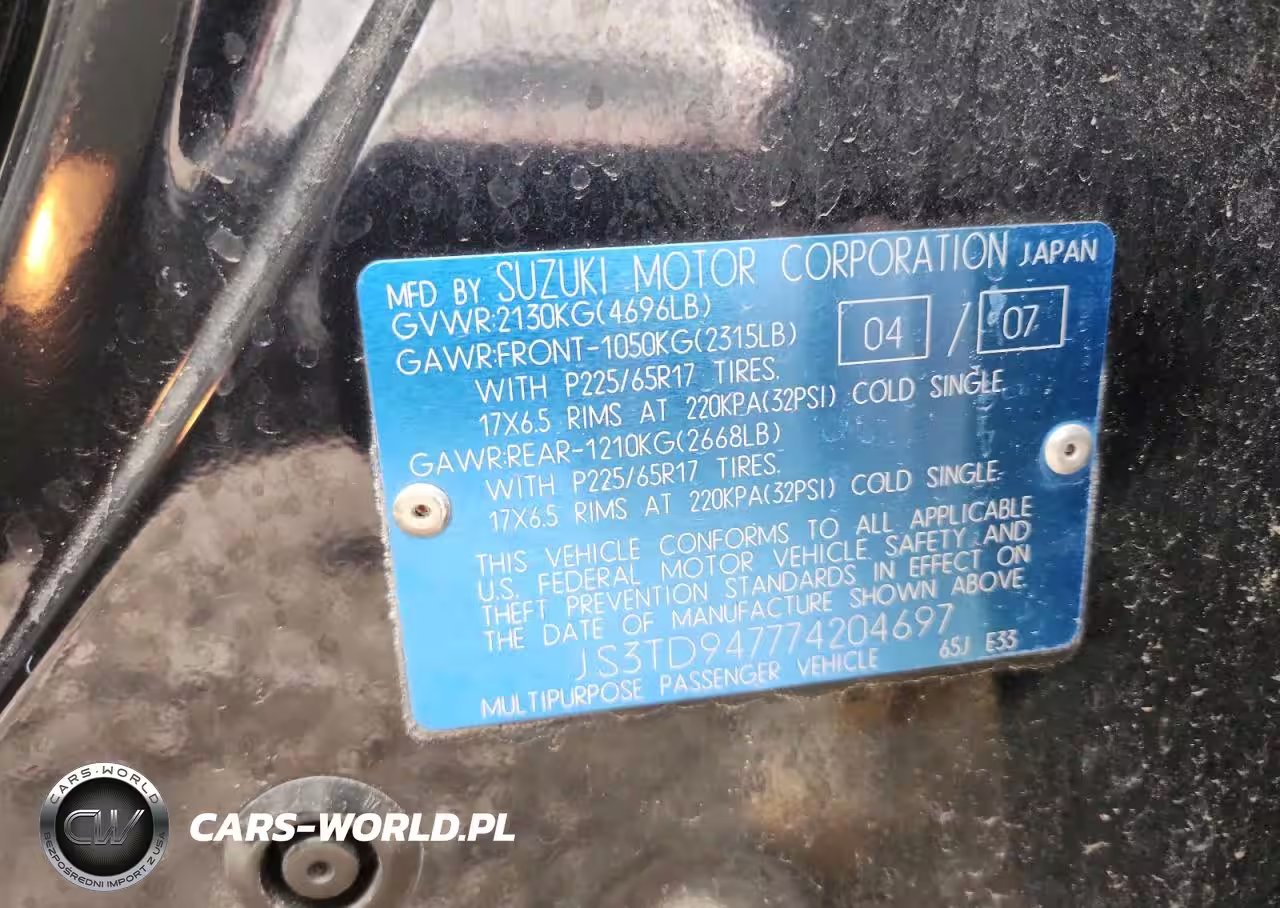 MFD BY SUZUKI MOTOR CORPORATION JAPAN
GVWR:2130KG(4696LB)
04 / 07
GAWR:FRONT-1050KG(2315LB)
WITH P225/65R17 TIRES.
17X6.5 RIMS AT 220KPA(32PSI) COLD SINGLE.
GAWR:REAR-1210KG(2668LB)
WITH P225/65R17 TIRES.
17X6.5 RIMS AT 220KPA(32PSI) COLD SINGLE.
THIS VEHICLE CONFORMS TO ALL APPLICABLE
U.S. FEDERAL MOTOR VEHICLE SAFETY AND
THEFT PREVENTION STANDARDS IN EFFECT ON
THE DATE OF MANUFACTURE SHOWN ABOVE.
JS3TD947774204697
MULTIPURPOSE PASSENGER VEHICLE 65J E33
CARS-WORLD
CW
BEZPOŚREDNI IMPORT Z USA
CARS-WORLD.PL